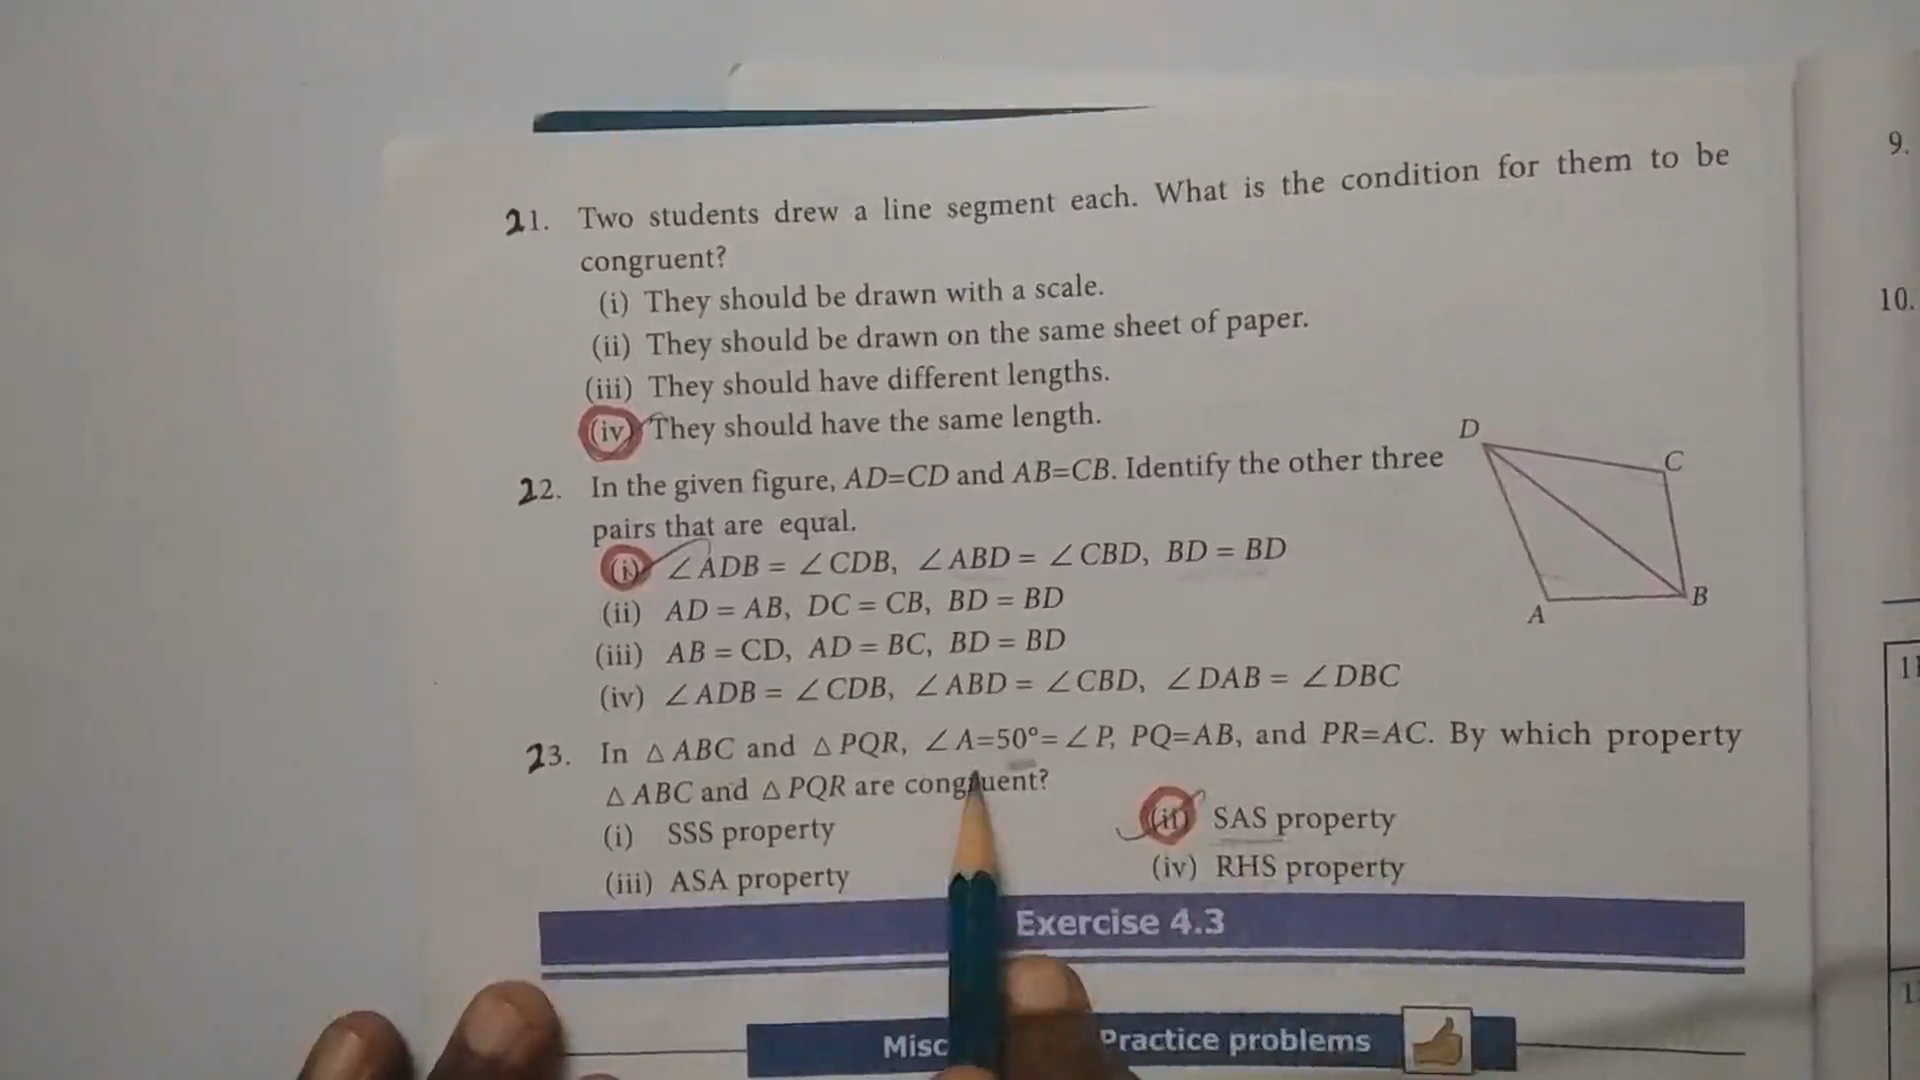 21. Two students drew a line segment each. What is the condition for them to be
congruent?
(i) They should be drawn with a scale.
(ii) They should be drawn on the same sheet of paper.
(iii) They should have different lengths.
(iv) They should have the same length.
22. In the given figure, AD=CD and AB=CB. Identify the other three
pairs that are equal.
(i) ∠ADB = ∠CDB, ∠ABD = ∠CBD, BD = BD
(ii) AD = AB, DC = CB, BD = BD
(iii) AB = CD, AD = BC, BD = BD
(iv) ∠ADB = ∠CDB, ∠ABD = ∠CBD, ∠DAB = ∠DBC
D
C
A
B
23. In △ABC and △PQR, ∠A=50°=∠P, PQ=AB, and PR=AC. By which property
△ABC and △PQR are congruent?
(i) SSS property
(ii) SAS property
(iii) ASA property
(iv) RHS property
Exercise 4.3
Practice problems
9.
10.